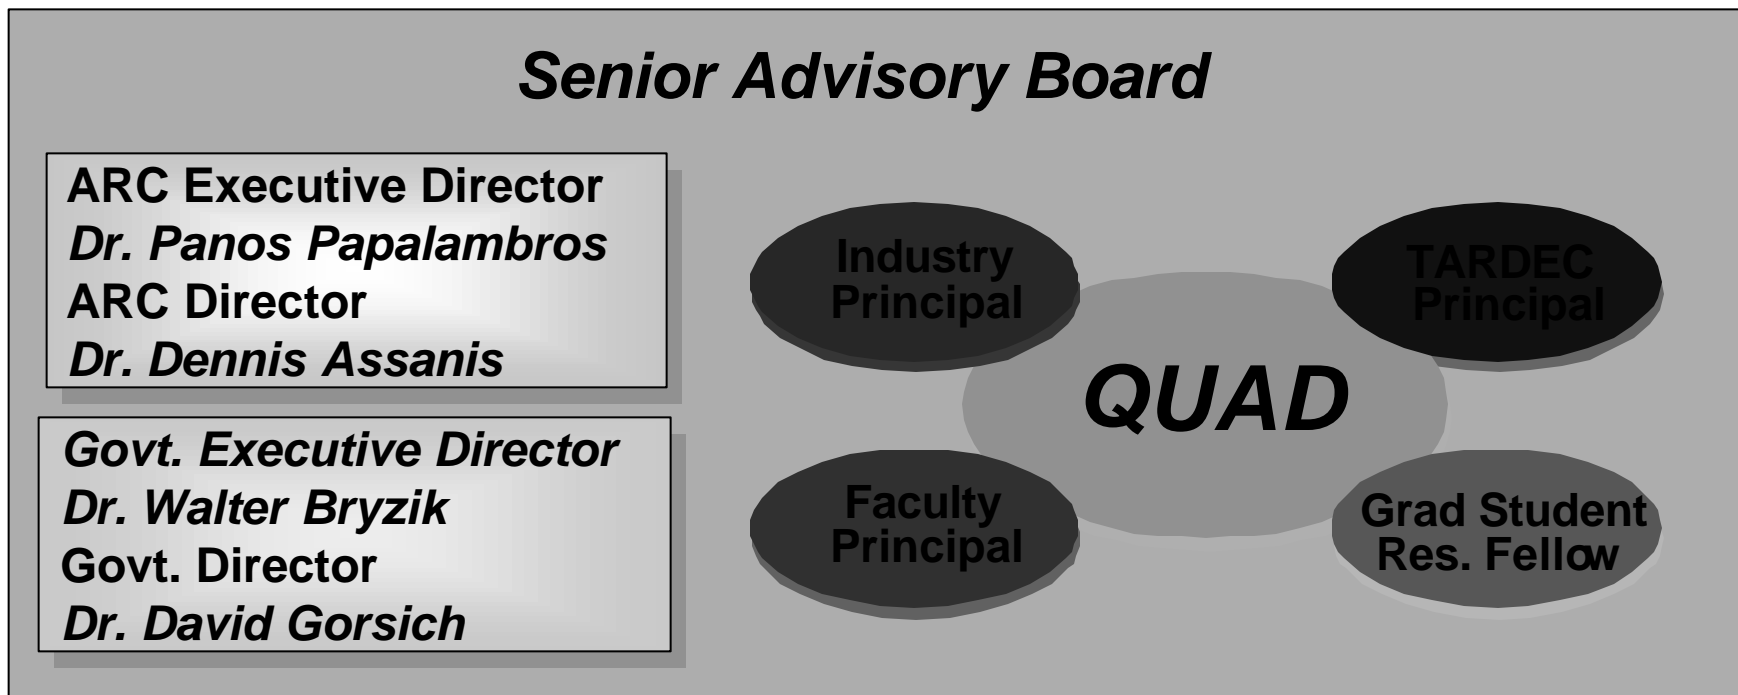 Senior Advisory Board
ARC Executive Director
Dr. Panos Papalambros
ARC Director
Dr. Dennis Assanis
Govt. Executive Director
Dr. Walter Bryzik
Govt. Director
Dr. David Gorsich
Industry
Principal
TARDEC
Principal
QUAD
Faculty
Principal
Grad Student
Res. Fellow